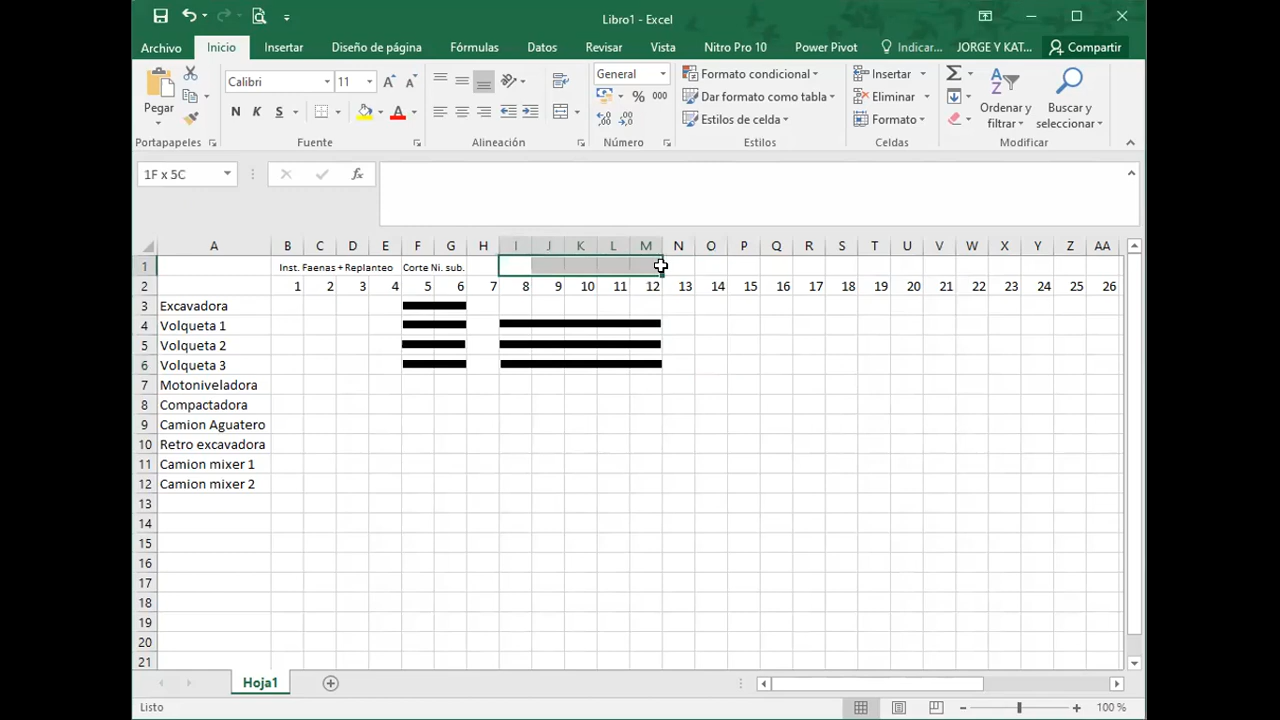 Libro1 - Excel
Archivo Inicio Insertar Diseño de página Fórmulas Datos Revisar Vista Nitro Pro 10 Power Pivot Indicar... JORGE Y KAT... Compartir
Pegar
Calibri 11
N K S
General
% 000
Formato condicional
Dar formato como tabla
Estilos de celda
Insertar
Eliminar
Formato
Ordenar y filtrar
Buscar y seleccionar
Portapapeles Fuente Alineación Número Estilos Celdas Modificar
1F x 5C fx
A B C D E F G H I J K L M N O P Q R S T U V W X Y Z AA
1 Inst. Faenas + Replanteo Corte Ni. sub.
2 1 2 3 4 5 6 7 8 9 10 11 12 13 14 15 16 17 18 19 20 21 22 23 24 25 26
3 Excavadora
4 Volqueta 1
5 Volqueta 2
6 Volqueta 3
7 Motoniveladora
8 Compactadora
9 Camion Aguatero
10 Retro excavadora
11 Camion mixer 1
12 Camion mixer 2
13
14
15
16
17
18
19
20
21
Hoja1
Listo 100 %